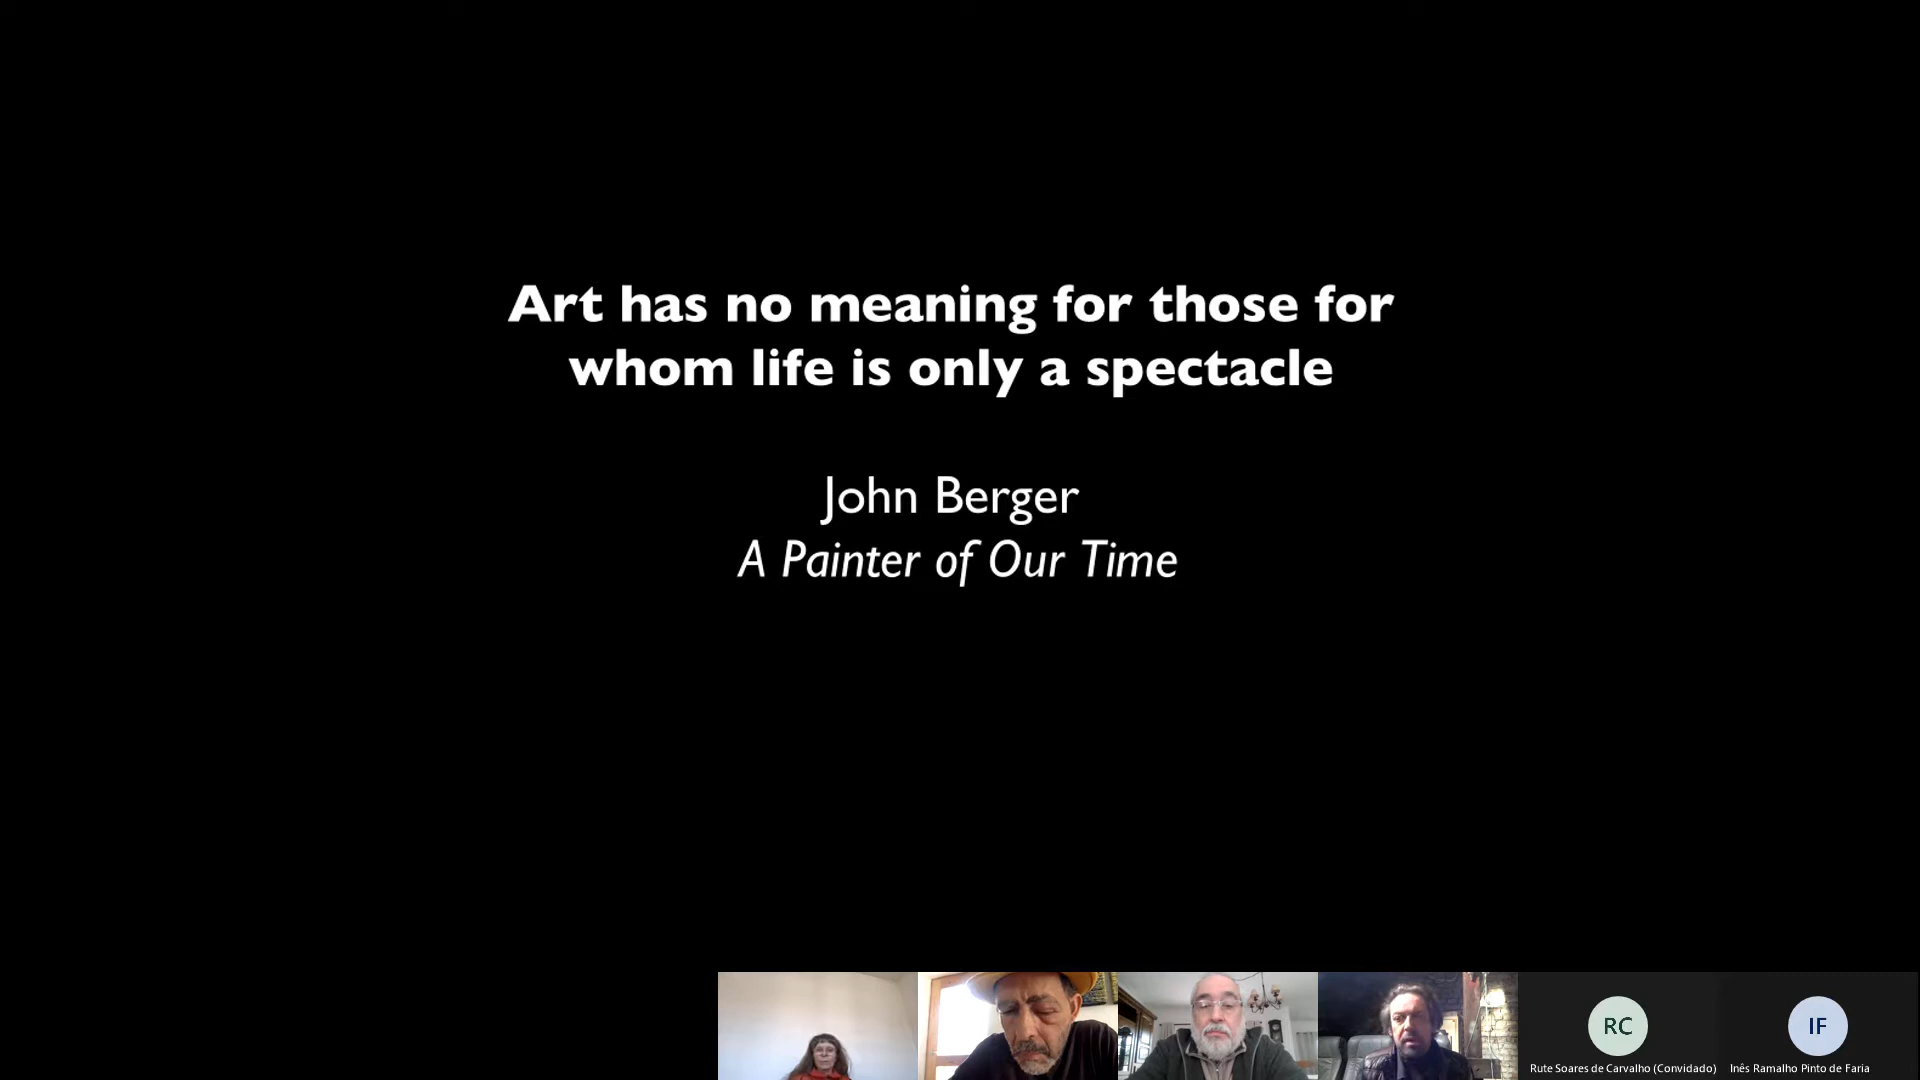 Art has no meaning for those for
whom life is only a spectacle
John Berger
A Painter of Our Time
RC
IF
Rute Soares de Carvalho (Convidado)
Inês Ramalho Pinto de Faria